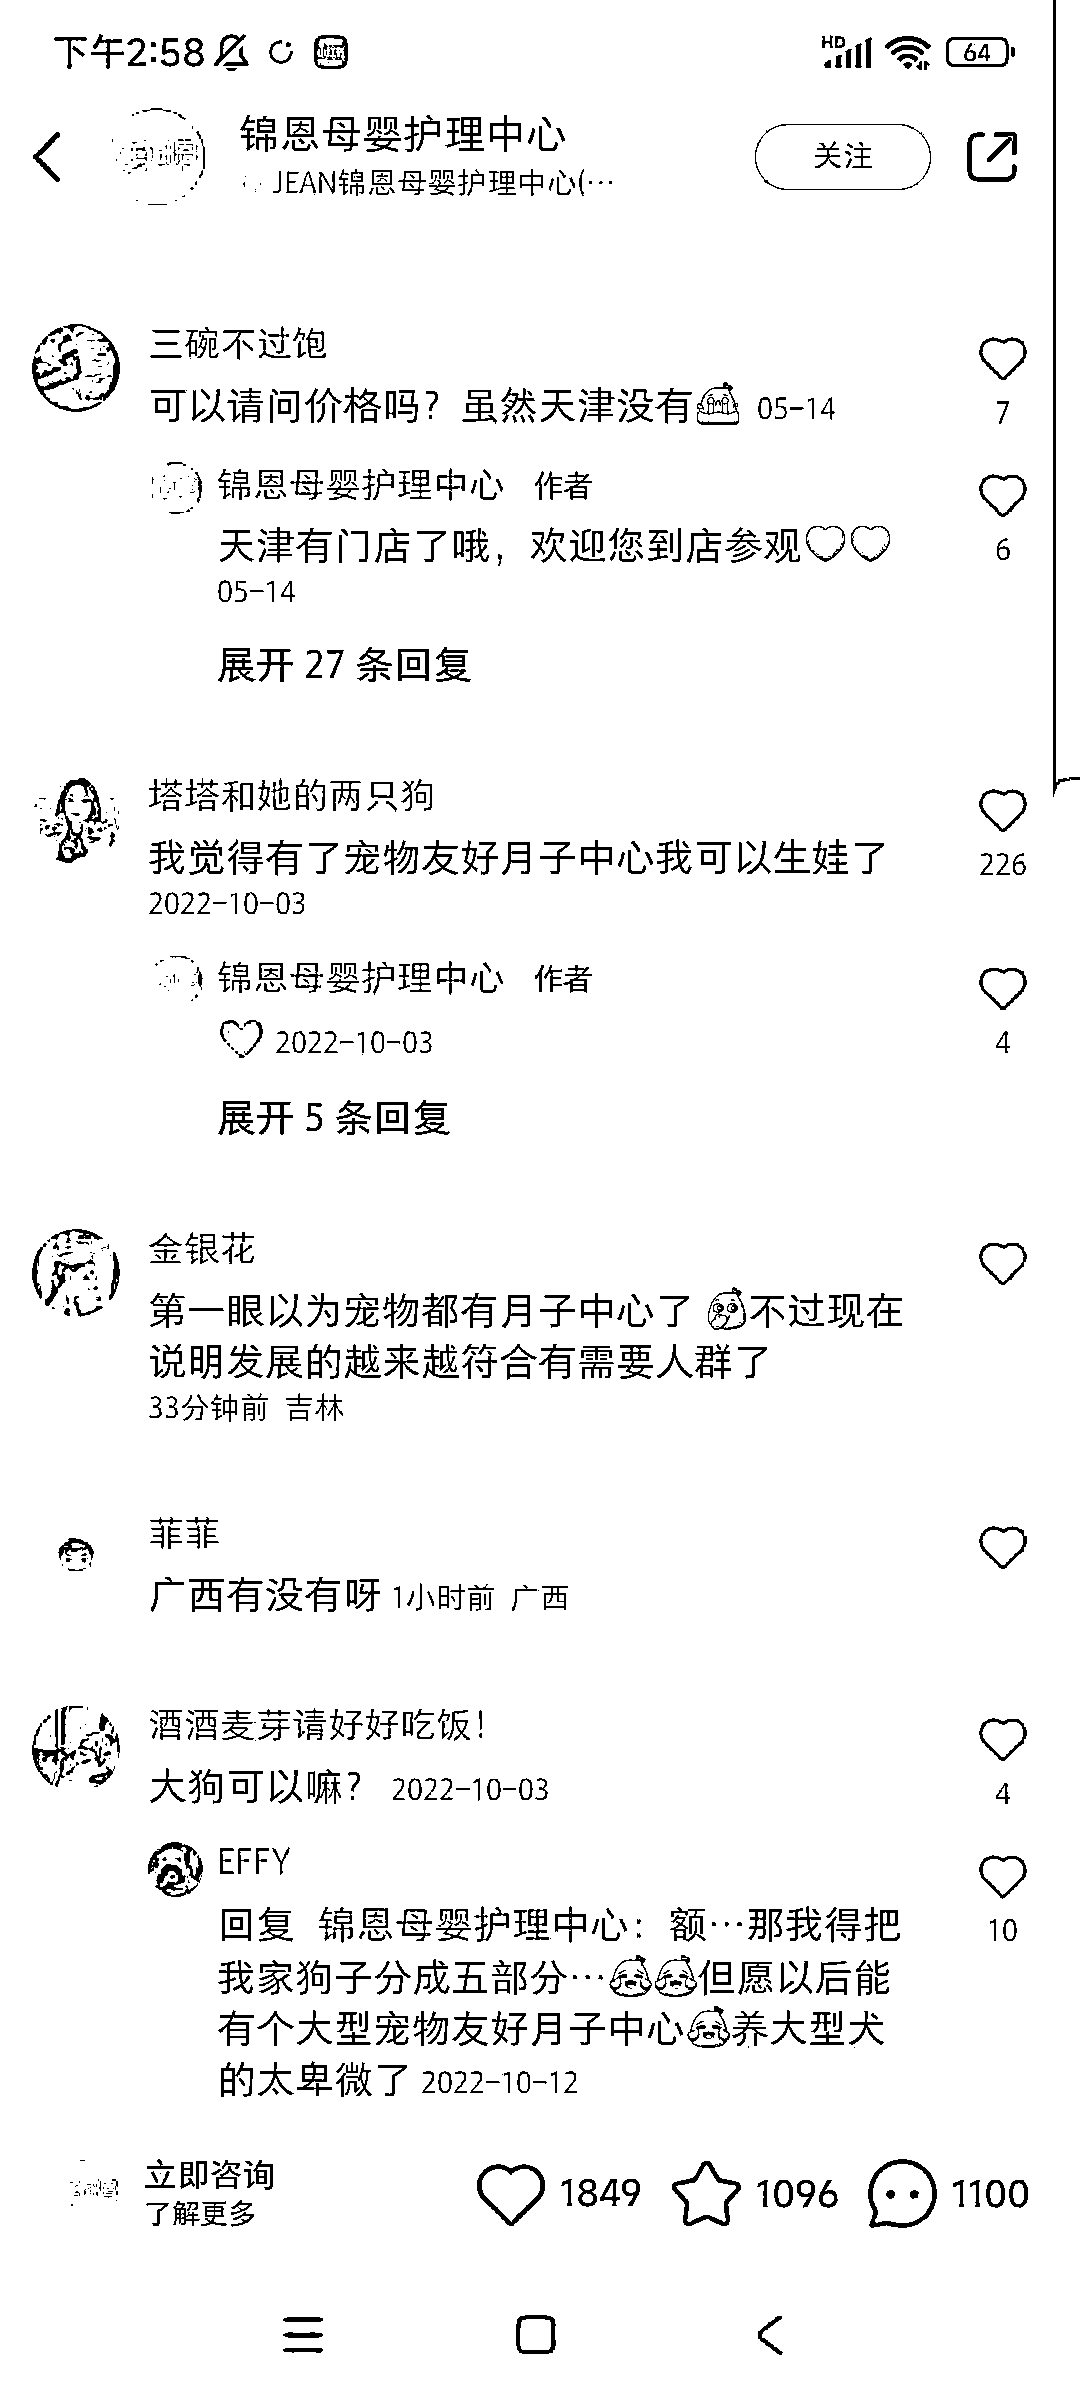 下午2:58
HD
64
锦恩母婴护理中心
JEAN锦恩母婴护理中心(…
关注
三碗不过饱
可以请问价格吗？虽然天津没有 05-14
7
锦恩母婴护理中心 作者
天津有门店了哦，欢迎您到店参观♡♡
05-14
6
展开 27 条回复
塔塔和她的两只狗
我觉得有了宠物友好月子中心我可以生娃了
2022-10-03
226
锦恩母婴护理中心 作者
♡ 2022-10-03
4
展开 5 条回复
金银花
第一眼以为宠物都有月子中心了 不过现在
说明发展的越来越符合有需要人群了
33分钟前 吉林
菲菲
广西有没有呀 1小时前 广西
酒酒麦芽请好好吃饭！
大狗可以嘛？ 2022-10-03
4
EFFY
回复 锦恩母婴护理中心：额…那我得把
我家狗子分成五部分…但愿以后能
有个大型宠物友好月子中心养大型犬
的太卑微了 2022-10-12
10
立即咨询
了解更多
1849
1096
1100